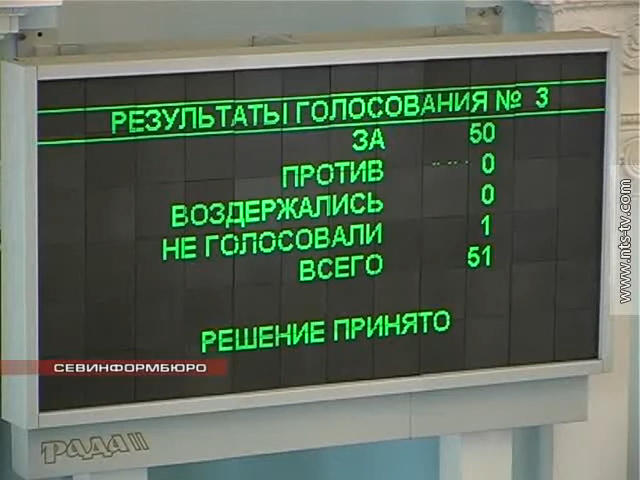 РЕЗУЛЬТАТЫ ГОЛОСОВАНИЯ № 3
ЗА 50
ПРОТИВ 0
ВОЗДЕРЖАЛИСЬ 0
НЕ ГОЛОСОВАЛИ 1
ВСЕГО 51
РЕШЕНИЕ ПРИНЯТО
СЕВИНФОРМБЮРО
РАДА II
www.nts-tv.com